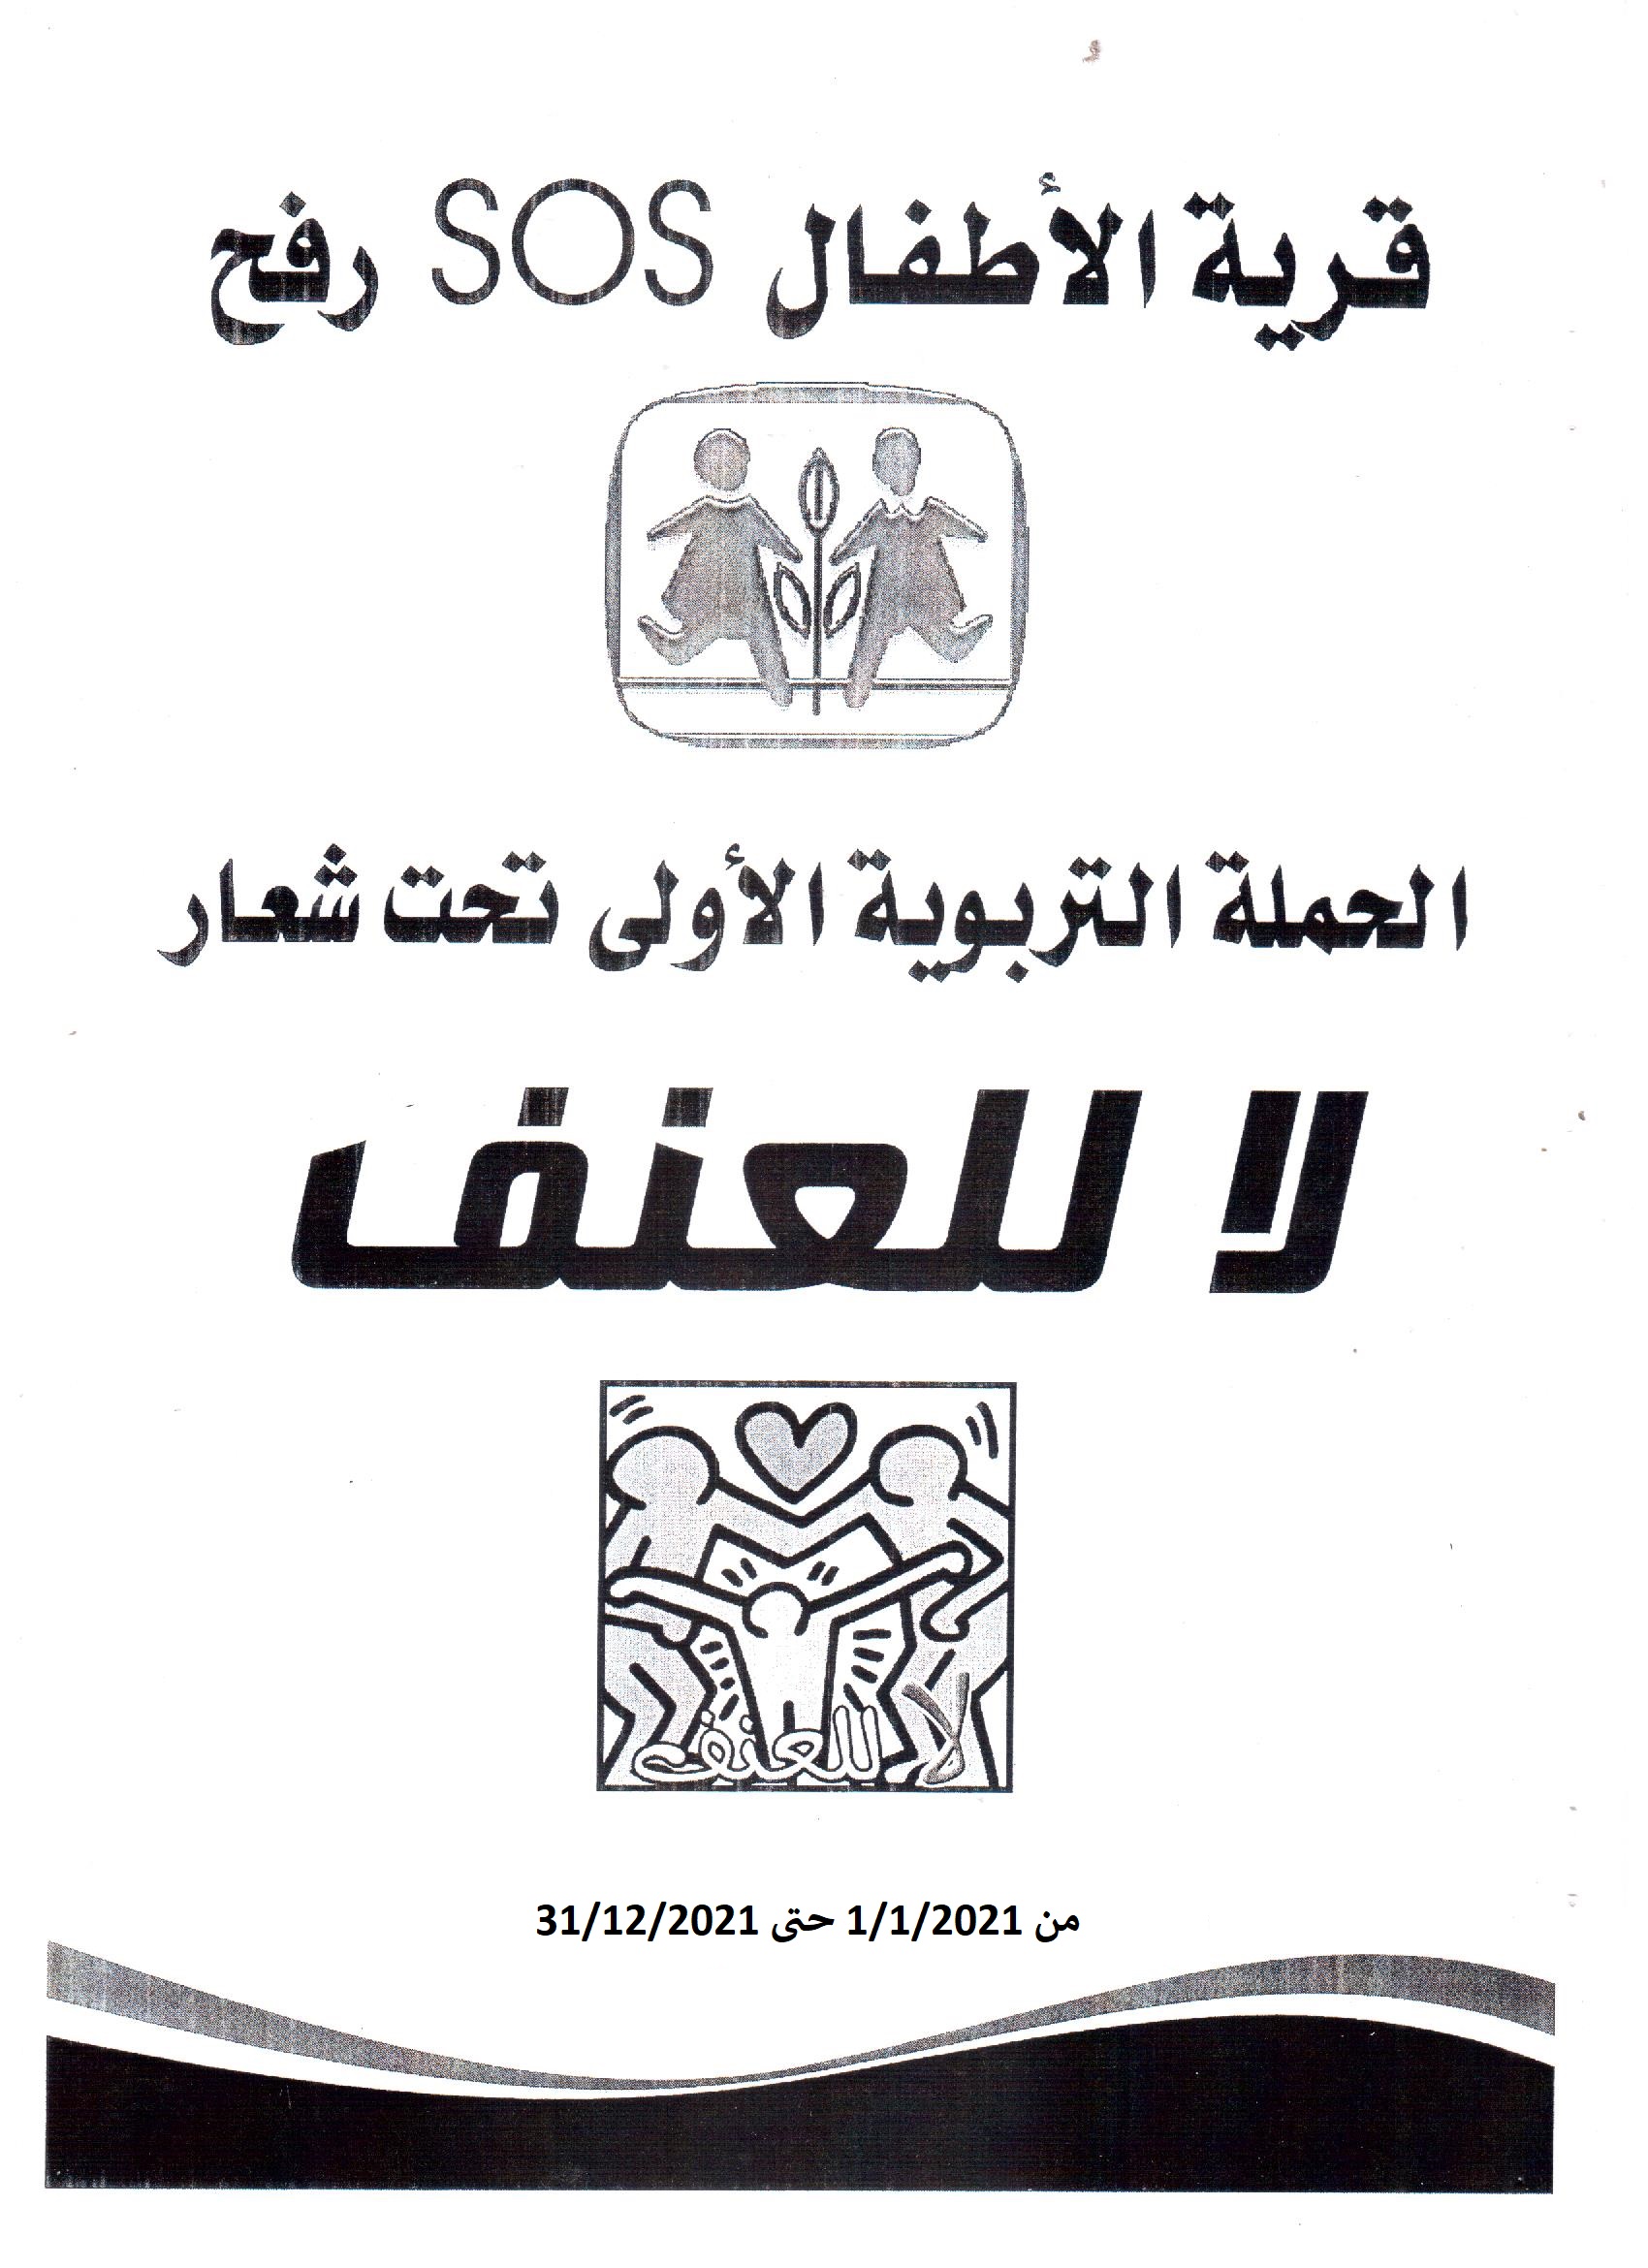 قرية الأطفال SOS رفح
الحملة التربوية الأولى تحت شعار
لا للعنف
لا للعنف
من 1/1/2021 حتى 31/12/2021